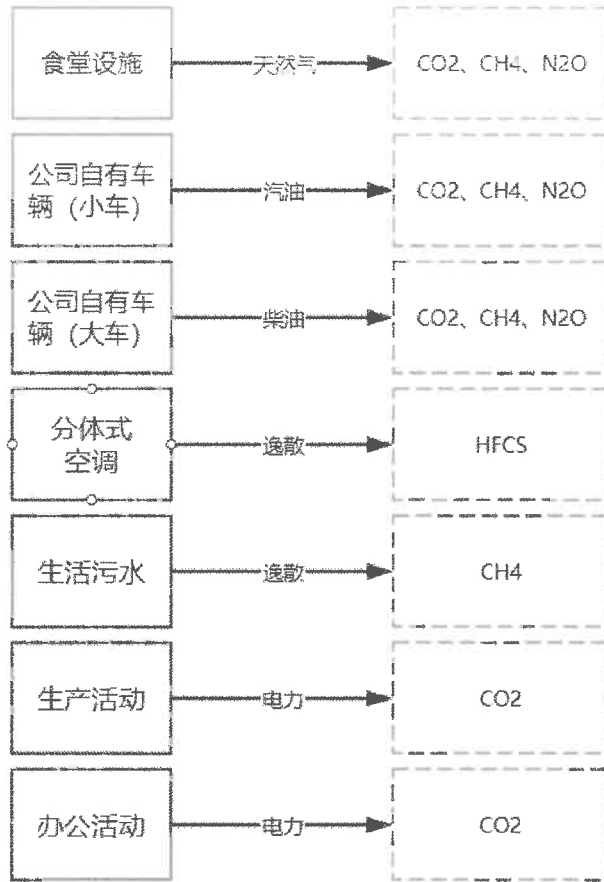 食堂设施 天然气 CO2、CH4、N2O
公司自有车
辆（小车） 汽油 CO2、CH4、N2O
公司自有车
辆（大车） 柴油 CO2、CH4、N2O
分体式
空调 逸散 HFCS
生活污水 逸散 CH4
生产活动 电力 CO2
办公活动 电力 CO2